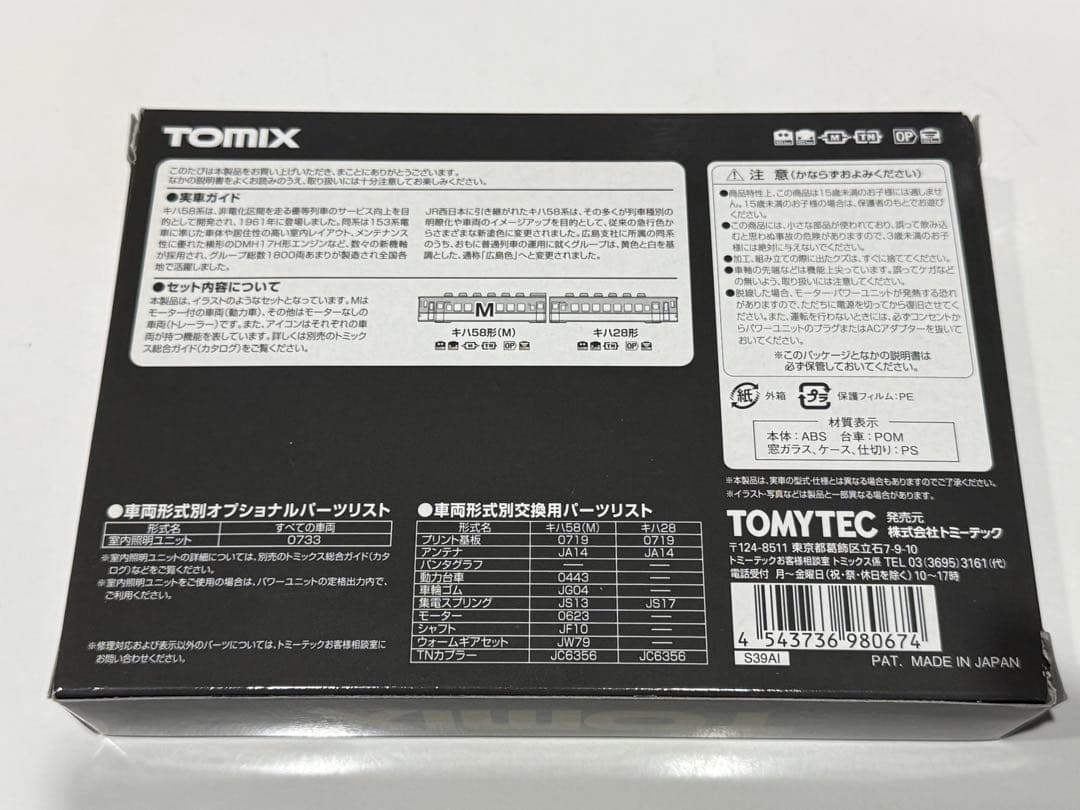 TOMIX
M TN OP
このたびは本製品をお買い上げいただき、まことにありがとうございます。
なかの説明書をよくお読みのうえ、取り扱いには十分注意してお楽しみください。
●実車ガイド
キハ58系は、非電化区間を走る優等列車のサービス向上を目
的として開発され、1961年に登場しました。同系は153系電
車に準じた車体や居住性の高い室内レイアウト、メンテナンス
性に優れた横形のDMH17H形エンジンなど、数々の新機軸
が採用され、グループ総数1800両あまりが製造され全国各
地で活躍しました。
JR西日本に引き継がれたキハ58系は、その多くが列車種別の
明瞭化や車両のイメージアップを目的として、従来の急行色か
らさまざまな新塗色に変更されました。広島支社に所属の同系
のうち、おもに普通列車の運用に就くグループは、黄色と白を基
調とした、通称「広島色」へと変更されました。
●セット内容について
本製品は、イラストのようなセットとなっています。Mは
モーター付の車両(動力車)、その他はモーターなしの
車両(トレーラー)です。また、アイコンはそれぞれの車
両が持つ機能を表しています。詳しくは別売のトミック
ス総合ガイド(カタログ)をご覧ください。
M
キハ58形(M) キハ28形
M TN OP TN OP
⚠ 注 意 (かならずおよみください)
●商品特性上、この商品は15歳未満のお子様には適しませ
ん。15歳未満のお子様の場合は、保護者のもとでお遊び
ください。
●この商品には、小さな部品が使われており、誤って飲み込
むと思わぬ事故の危険がありますので、3歳未満のお子
様には絶対に与えないでください。
●加工、組み立ての際に出たクズは、すぐに捨ててください。
●車軸の先端などは機能上尖っています。誤ってケガなど
の無いよう、取り扱いには注意してください。
●脱線した場合、モーター・パワーユニットが発熱する恐れ
がありますので、ただちに電源を切ってから復旧させてく
ださい。また、運転を行わないときには、必ずコンセントか
らパワーユニットのプラグまたはACアダプターを抜いて
おいてください。
※このパッケージとなかの説明書は
必ず保管しておいてください。
紙 外箱 プラ 保護フィルム:PE
材質表示
本体:ABS 台車:POM
窓ガラス、ケース、仕切り:PS
※本製品は、実車の型式・仕様とは異なる場合もありますのでご了承ください。
※イラスト・写真などは製品と一部異なる場合があります。
●車両形式別オプショナルパーツリスト
形式名 すべての車両
室内照明ユニット 0733
※室内照明ユニットの詳細については、別売のトミックス総合ガイド(カタ
ログ)などをご覧ください。
※室内照明ユニットをご使用の場合は、パワーユニットの定格出力内で、
ご利用ください。
※修理対応および表示以外のパーツについては、トミーテックお客様相談室に
お問い合わせください。
●車両形式別交換用パーツリスト
形式名 キハ58(M) キハ28
プリント基板 0719 0719
アンテナ JA14 JA14
パンタグラフ —— ——
動力台車 0443 ——
車輪ゴム JG04 ——
集電スプリング JS13 JS17
モーター 0623 ——
シャフト JF10 ——
ウォームギアセット JW79 ——
TNカプラー JC6356 JC6356
TOMYTEC 発売元 株式会社トミーテック
〒124-8511 東京都葛飾区立石7-9-10
トミーテックお客様相談室 トミックス係 TEL 03(3695)3161(代)
電話受付 月〜金曜日(祝・祭・休日を除く)10〜17時
4 543736 980674
S39AI
PAT. MADE IN JAPAN
TOMIX